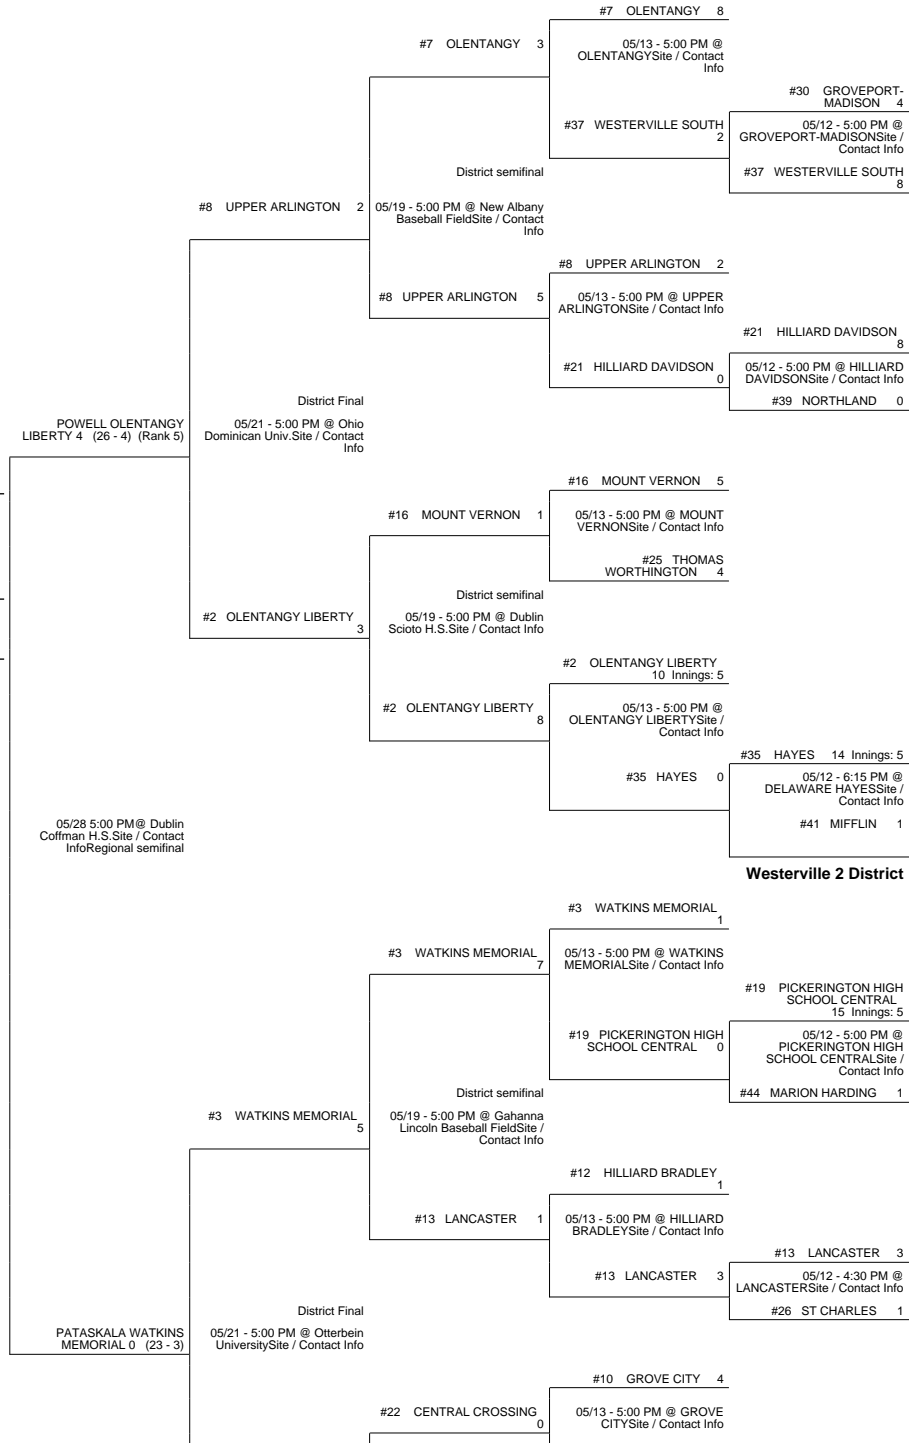 #7 OLENTANGY 8
#7 OLENTANGY 3
05/13 - 5:00 PM @
OLENTANGYSite / Contact
Info
#30 GROVEPORT-
MADISON 4
#37 WESTERVILLE SOUTH
2
05/12 - 5:00 PM @
GROVEPORT-MADISONSite /
Contact Info
District semifinal
#37 WESTERVILLE SOUTH
8
#8 UPPER ARLINGTON 2
05/19 - 5:00 PM @ New Albany
Baseball FieldSite / Contact
Info
#8 UPPER ARLINGTON 2
#8 UPPER ARLINGTON 5
05/13 - 5:00 PM @ UPPER
ARLINGTONSite / Contact Info
#21 HILLIARD DAVIDSON
8
#21 HILLIARD DAVIDSON
0
05/12 - 5:00 PM @ HILLIARD
DAVIDSONSite / Contact Info
District Final
#39 NORTHLAND 0
POWELL OLENTANGY
LIBERTY 4 (26 - 4) (Rank 5)
05/21 - 5:00 PM @ Ohio
Dominican Univ.Site / Contact
Info
#16 MOUNT VERNON 5
#16 MOUNT VERNON 1
05/13 - 5:00 PM @ MOUNT
VERNONSite / Contact Info
#25 THOMAS
WORTHINGTON 4
District semifinal
#2 OLENTANGY LIBERTY
3
05/19 - 5:00 PM @ Dublin
Scioto H.S.Site / Contact Info
#2 OLENTANGY LIBERTY
10 Innings: 5
#2 OLENTANGY LIBERTY
8
05/13 - 5:00 PM @
OLENTANGY LIBERTYSite /
Contact Info
#35 HAYES 14 Innings: 5
#35 HAYES 0
05/12 - 6:15 PM @
DELAWARE HAYESSite /
Contact Info
05/28 5:00 PM@ Dublin
Coffman H.S.Site / Contact
InfoRegional semifinal
#41 MIFFLIN 1
Westerville 2 District
#3 WATKINS MEMORIAL
1
#3 WATKINS MEMORIAL
7
05/13 - 5:00 PM @ WATKINS
MEMORIALSite / Contact Info
#19 PICKERINGTON HIGH
SCHOOL CENTRAL
15 Innings: 5
#19 PICKERINGTON HIGH
SCHOOL CENTRAL 0
05/12 - 5:00 PM @
PICKERINGTON HIGH
SCHOOL CENTRALSite /
Contact Info
District semifinal
#44 MARION HARDING 1
#3 WATKINS MEMORIAL
5
05/19 - 5:00 PM @ Gahanna
Lincoln Baseball FieldSite /
Contact Info
#12 HILLIARD BRADLEY
1
#13 LANCASTER 1
05/13 - 5:00 PM @ HILLIARD
BRADLEYSite / Contact Info
#13 LANCASTER 3
#13 LANCASTER 3
05/12 - 4:30 PM @
LANCASTERSite / Contact Info
District Final
#26 ST CHARLES 1
PATASKALA WATKINS
MEMORIAL 0 (23 - 3)
05/21 - 5:00 PM @ Otterbein
UniversitySite / Contact Info
#10 GROVE CITY 4
#22 CENTRAL CROSSING
0
05/13 - 5:00 PM @ GROVE
CITYSite / Contact Info